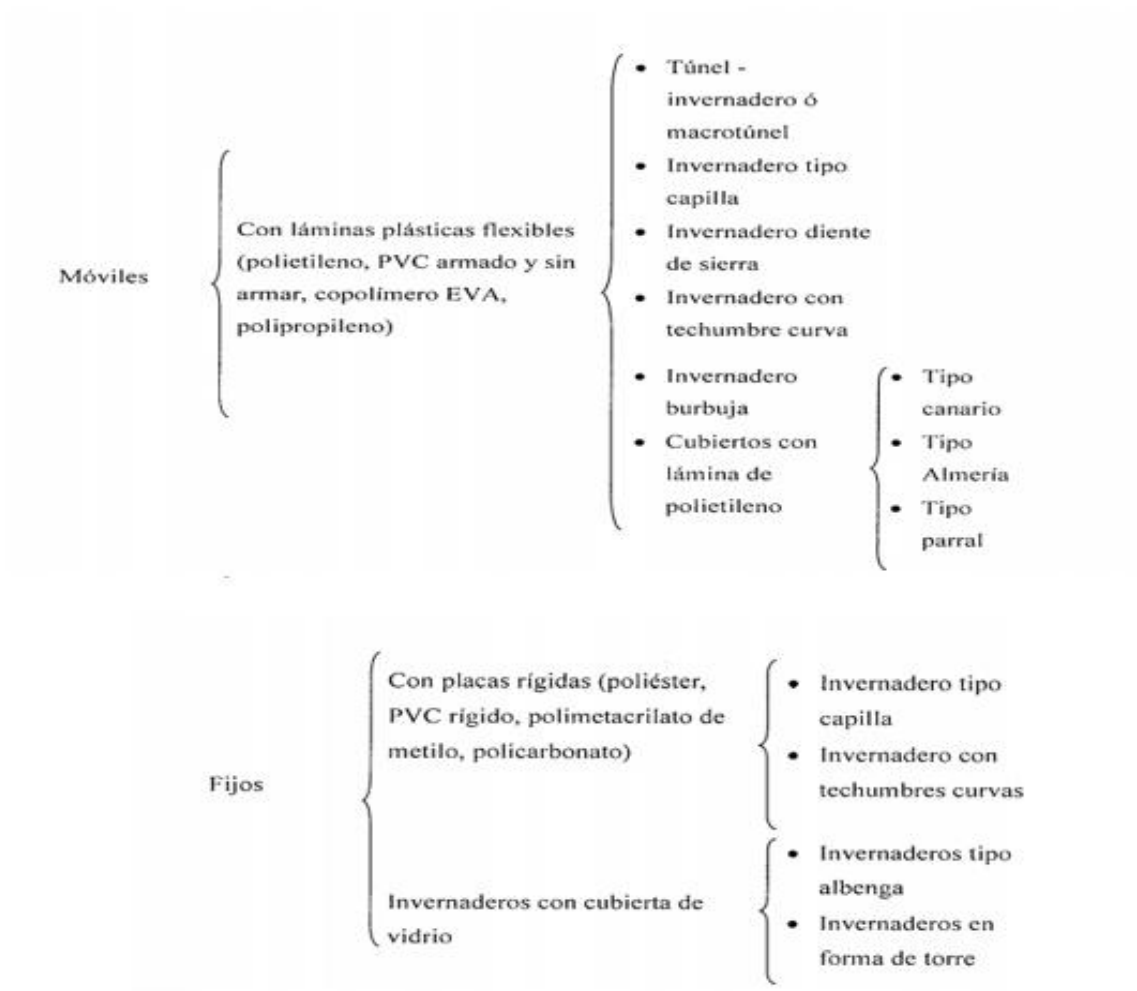 Móviles
Con láminas plásticas flexibles
(polietileno, PVC armado y sin
armar, copolímero EVA,
polipropileno)
• Túnel -
invernadero ó
macrotúnel
• Invernadero tipo
capilla
• Invernadero diente
de sierra
• Invernadero con
techumbre curva
• Invernadero
burbuja
• Cubiertos con
lámina de
polietileno
• Tipo
canario
• Tipo
Almería
• Tipo
parral
Fijos
Con placas rígidas (poliéster,
PVC rígido, polimetacrilato de
metilo, policarbonato)
• Invernadero tipo
capilla
• Invernadero con
techumbres curvas
Invernaderos con cubierta de
vidrio
• Invernaderos tipo
albenga
• Invernaderos en
forma de torre